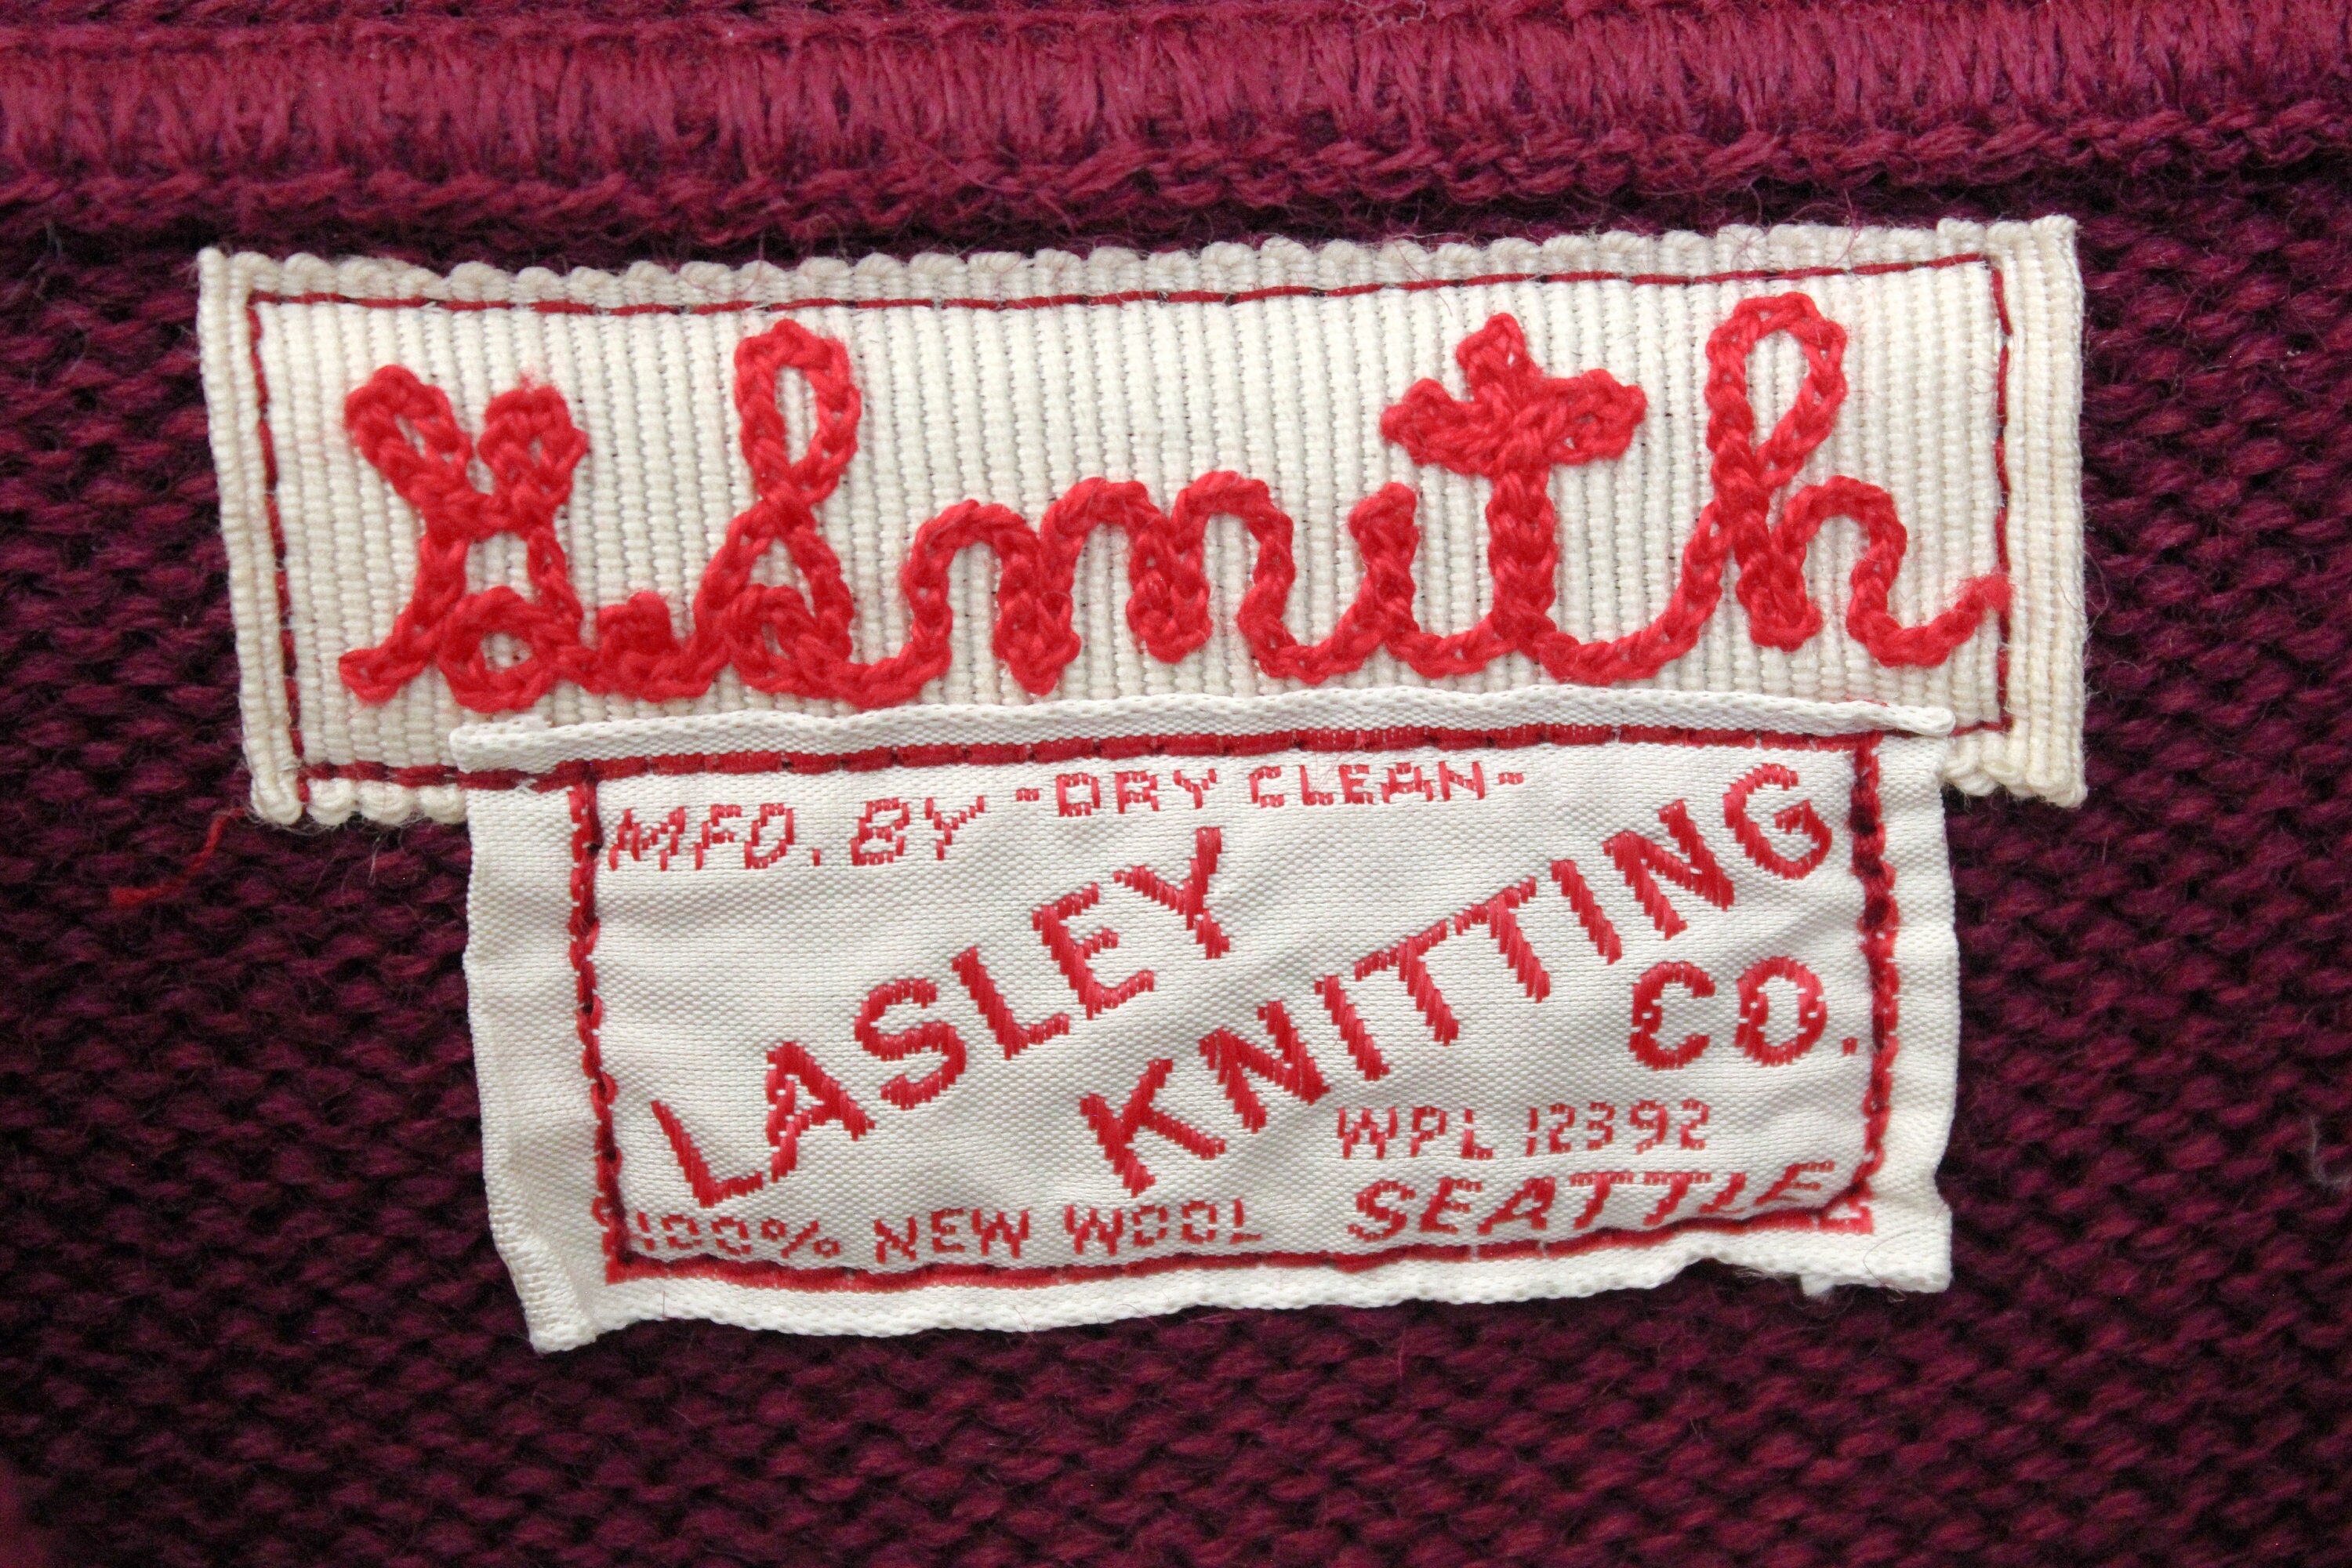 H. Smith
MFD. BY -DRY CLEAN-
LASLEY
KNITTING
CO.
WPL 12392
100% NEW WOOL SEATTLE